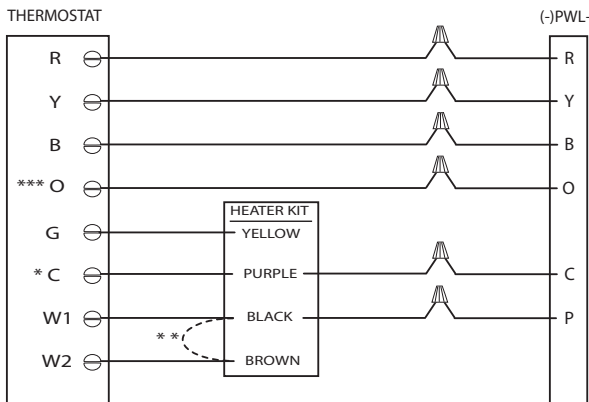 THERMOSTAT (-)PWL-
R R
Y Y
B B
*** O O
HEATER KIT
G YELLOW
* C PURPLE C
W1 BLACK P
* *
W2 BROWN